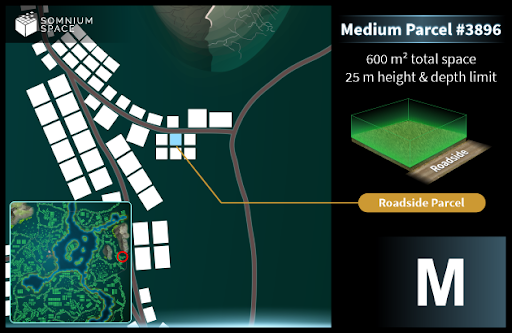 SOMNIUM
SPACE
Medium Parcel #3896
600 m² total space
25 m height & depth limit
Roadside
Roadside Parcel
M